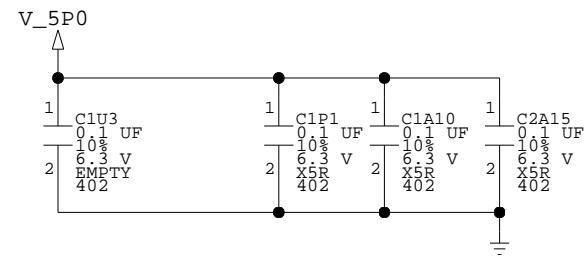 V_5P0
1
C1U3
0.1 UF
10%
6.3 V
EMPTY
402
2
1
C1P1
0.1 UF
10%
6.3 V
X5R
402
2
1
C1A10
0.1 UF
10%
6.3 V
X5R
402
2
1
C2A15
0.1 UF
10%
6.3 V
X5R
402
2